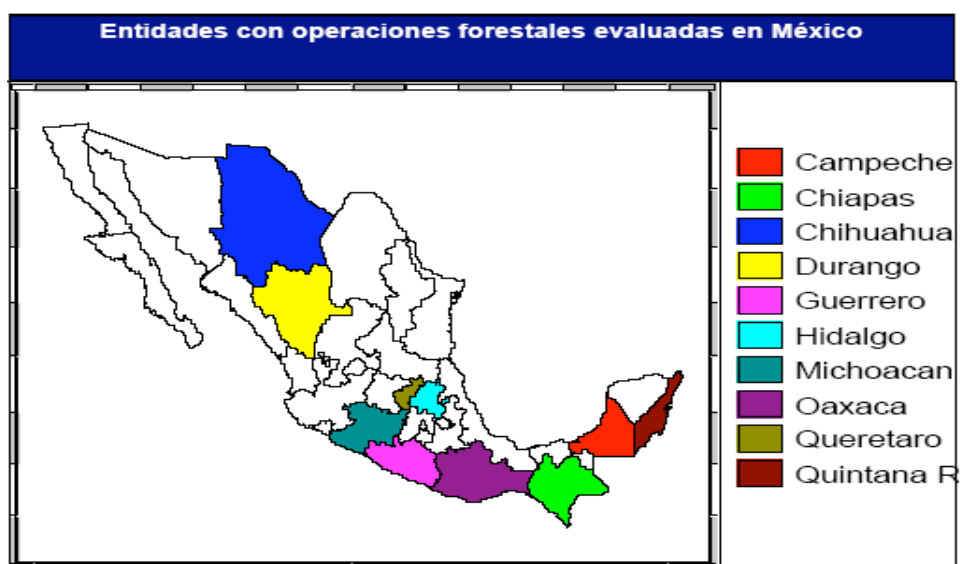 Entidades con operaciones forestales evaluadas en México
Campeche
Chiapas
Chihuahua
Durango
Guerrero
Hidalgo
Michoacan
Oaxaca
Queretaro
Quintana R